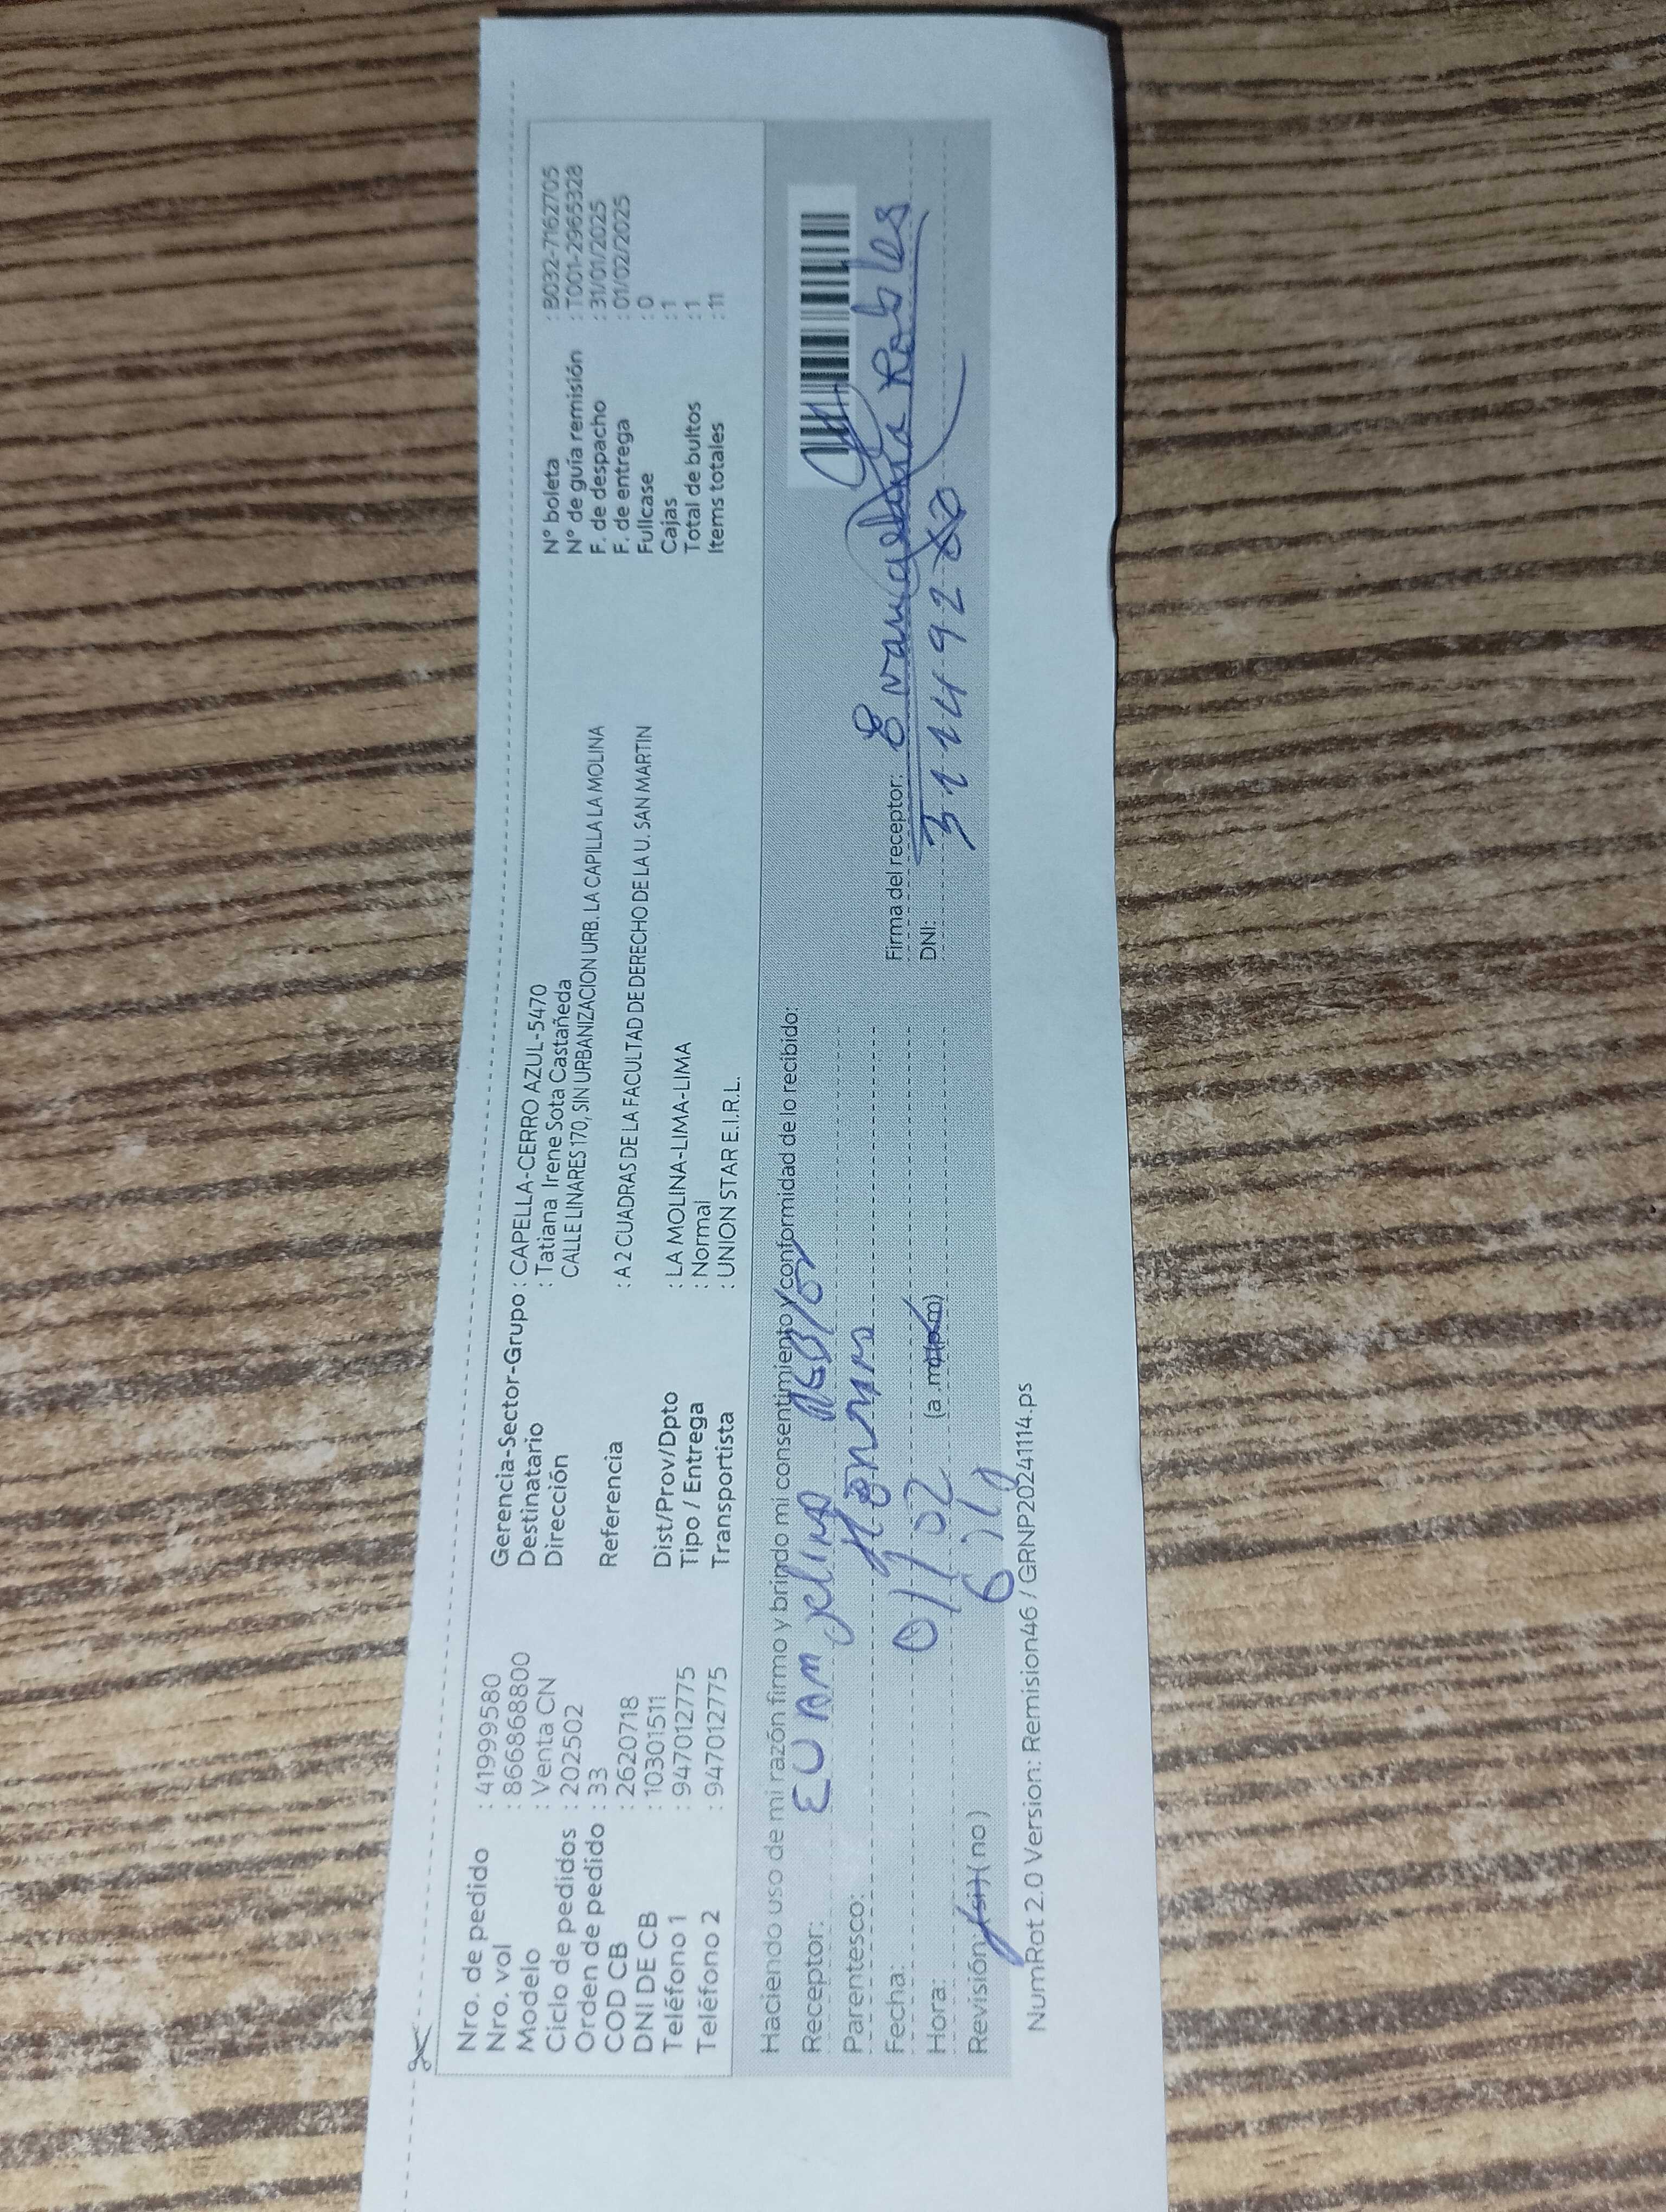 Nro. de pedido : 41999580
Nro. vol : 8668686800
Modelo : Venta CN
Ciclo de pedidos : 202502
Orden de pedido : 33
COD CB : 2620718
DNI DE CB : 10301511
Teléfono 1 : 947012775
Teléfono 2 : 947012775
Gerencia-Sector-Grupo : CAPELLA-CERRO AZUL-5470
Destinatario : Tatiana Irene Sota Castañeda
Dirección CALLE LINARES 170, SIN URBANIZACION URB. LA CAPILLA LA MOLINA
Referencia : A 2 CUADRAS DE LA FACULTAD DE DERECHO DE LA U. SAN MARTIN
Dist/Prov/Dpto : LA MOLINA-LIMA-LIMA
Tipo / Entrega : Normal
Transportista : UNION STAR E.I.R.L.
N° boleta : B032-7162705
N° de guía remisión : T001-2965328
F. de despacho : 31/01/2025
F. de entrega : 01/02/2025
Fullcase : 0
Cajas : 1
Total de bultos : 1
Items totales : 11
Haciendo uso de mi razón firmo y brindo mi consentimiento y conformidad de lo recibido:
Receptor:
Parentesco:
Fecha: 01/02
Hora: (a.m) (p.m)
Revisión: (si) (no)
Firma del receptor: Robles
DNI:
NumRot 2.0 Version: Remision46 / GRNP20241114.ps